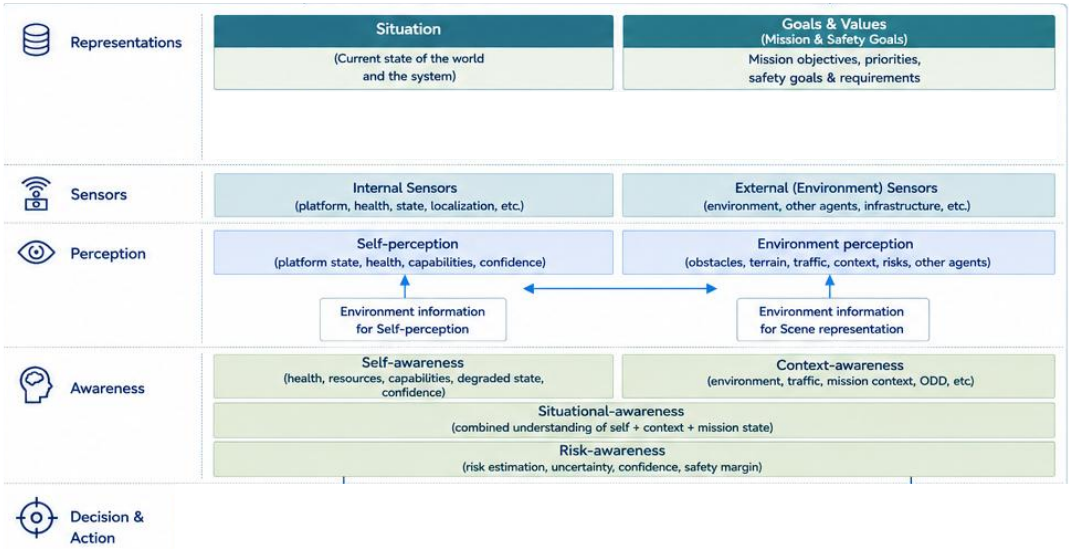 Representations
Situation
(Current state of the world
and the system)
Goals & Values
(Mission & Safety Goals)
Mission objectives, priorities,
safety goals & requirements
Sensors
Internal Sensors
(platform, health, state, localization, etc.)
External (Environment) Sensors
(environment, other agents, infrastructure, etc.)
Perception
Self-perception
(platform state, health, capabilities, confidence)
Environment perception
(obstacles, terrain, traffic, context, risks, other agents)
Environment information
for Self-perception
Environment information
for Scene representation
Awareness
Self-awareness
(health, resources, capabilities, degraded state,
confidence)
Context-awareness
(environment, traffic, mission context, ODD, etc)
Situational-awareness
(combined understanding of self + context + mission state)
Risk-awareness
(risk estimation, uncertainty, confidence, safety margin)
Decision &
Action